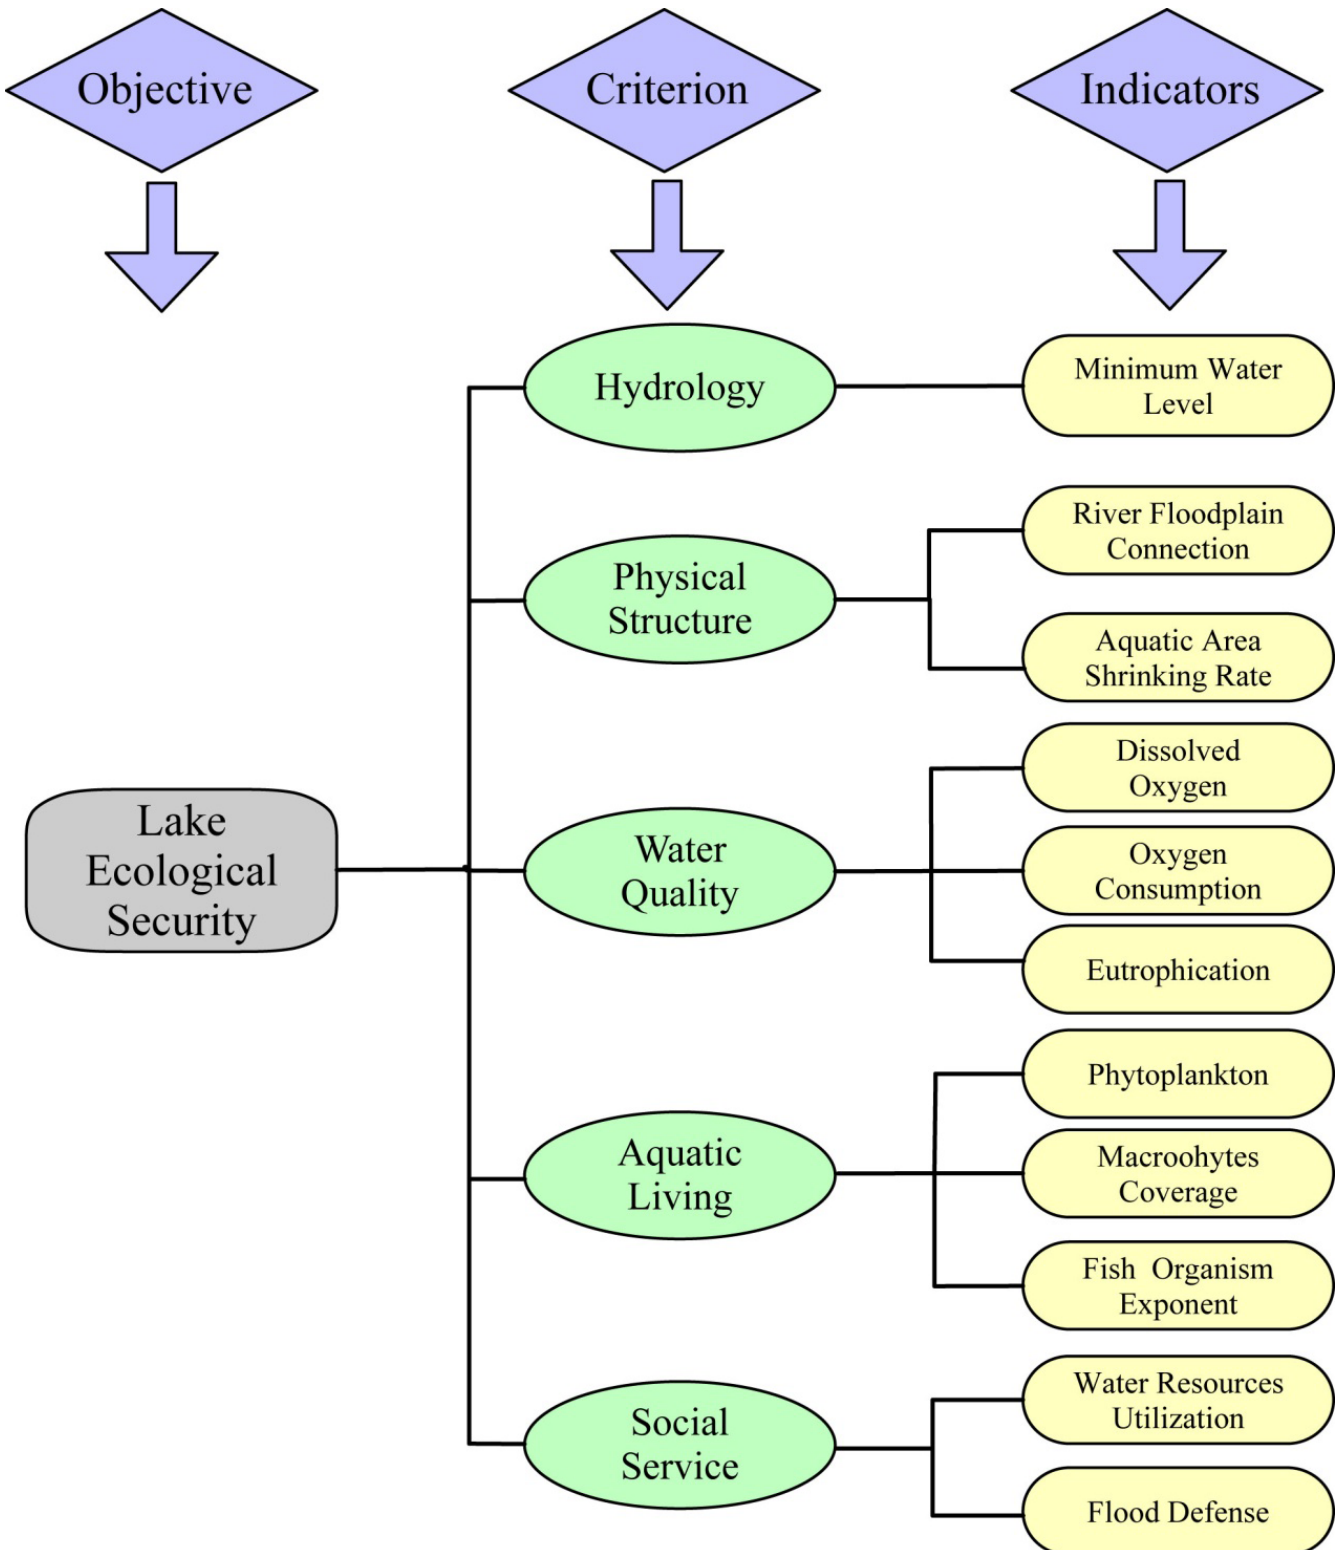 Objective
Criterion
Indicators
Hydrology
Minimum Water
Level
Physical
Structure
River Floodplain
Connection
Aquatic Area
Shrinking Rate
Lake
Ecological
Security
Water
Quality
Dissolved
Oxygen
Oxygen
Consumption
Eutrophication
Aquatic
Living
Phytoplankton
Macroohytes
Coverage
Fish Organism
Exponent
Social
Service
Water Resources
Utilization
Flood Defense